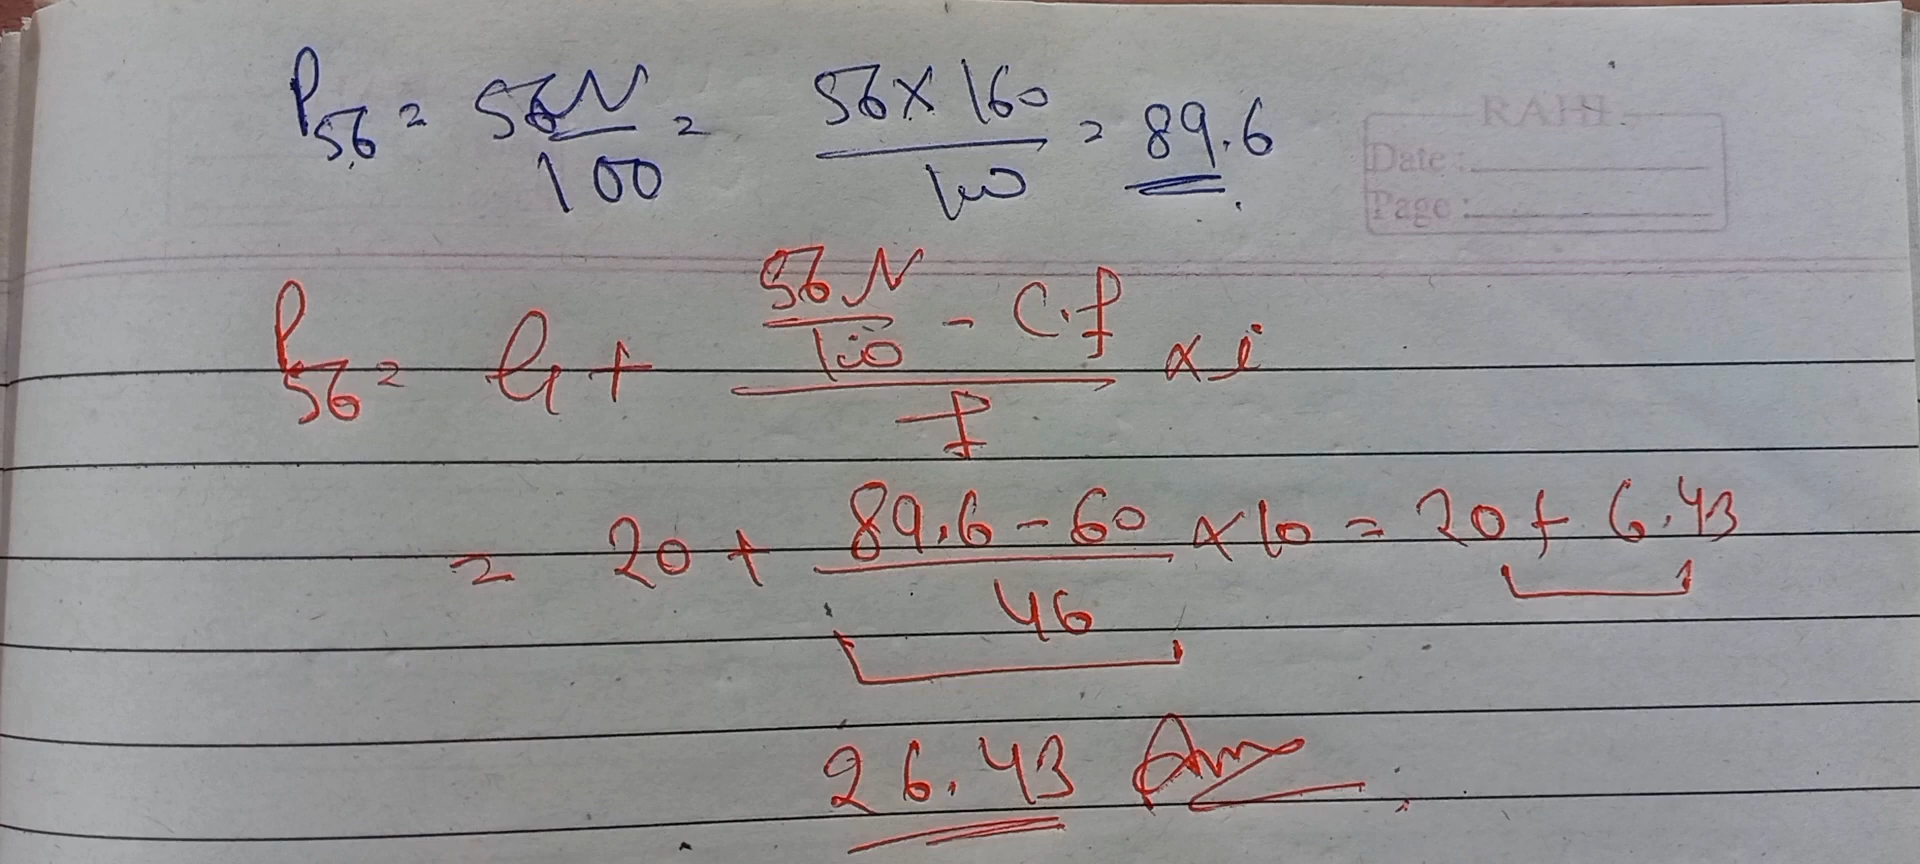 P56 = 56N/100 = 56 × 160/100 = 89.6
RAHI
Date :
Page :
P56 = l1 + (56N/100 - C.f)/f × i
= 20 + (89.6 - 60)/46 × 10 = 20 + 6.43
26.43 Ans